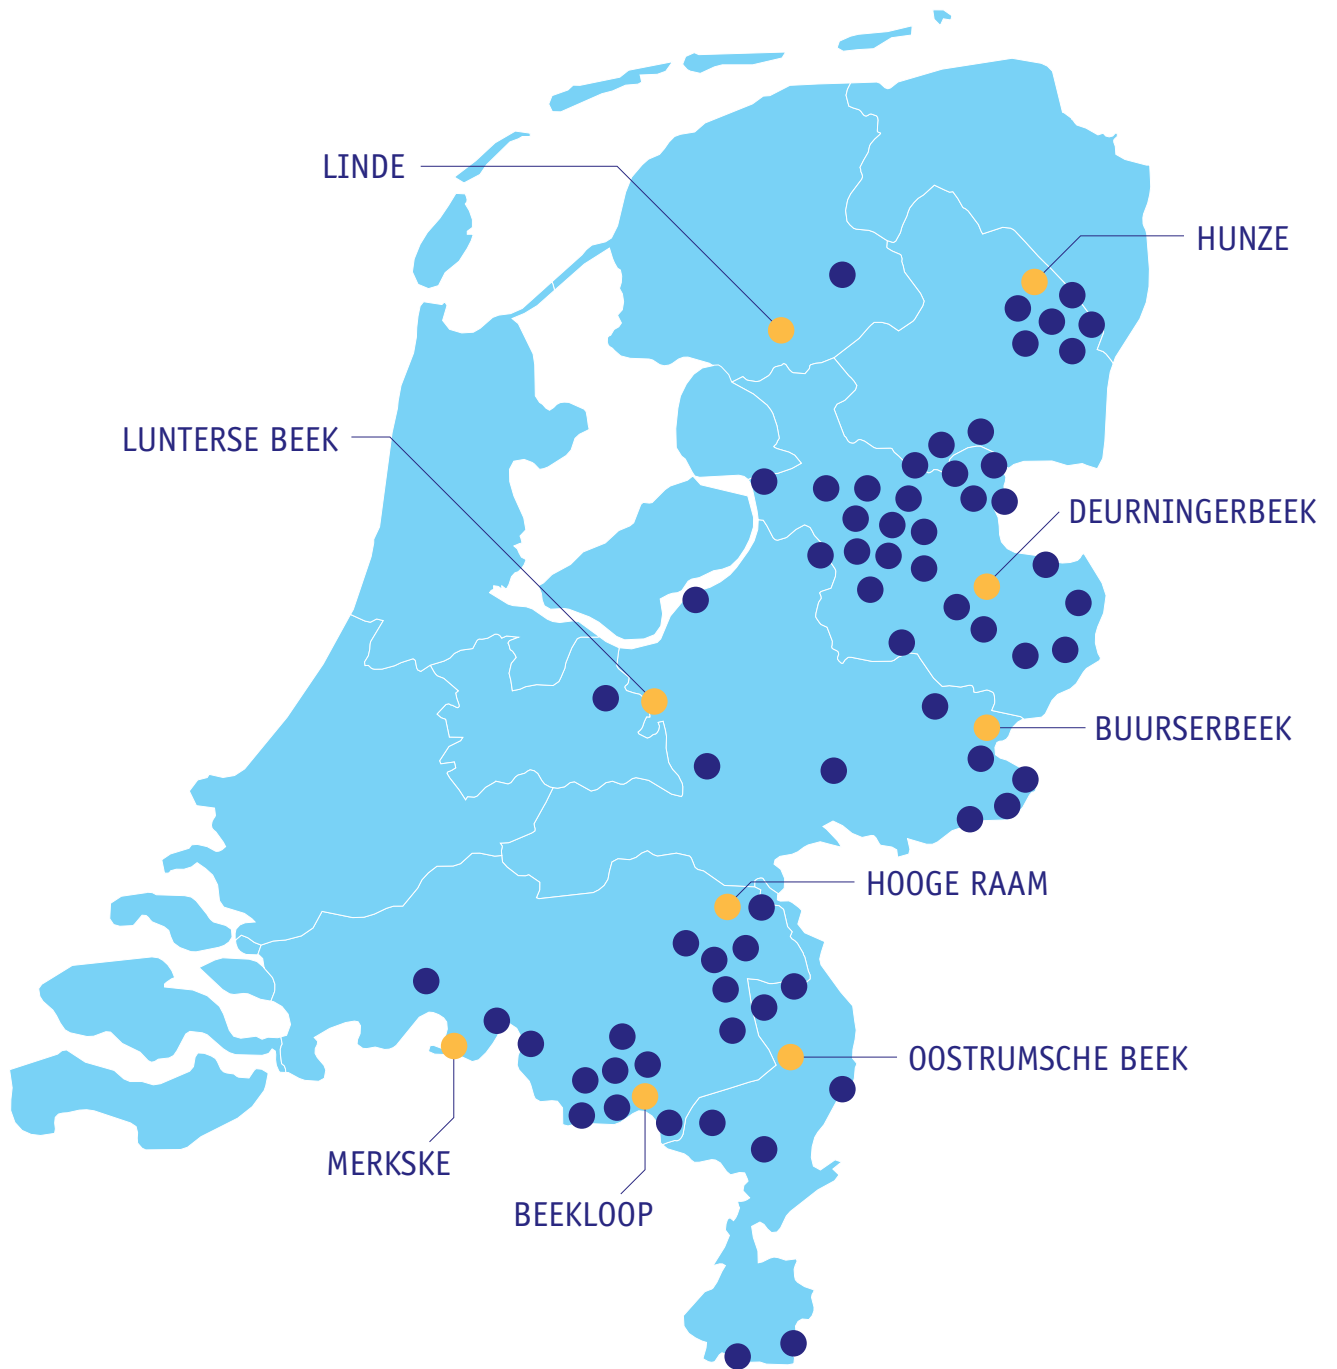 LINDE
HUNZE
LUNTERSE BEEK
DEURNINGERBEEK
BUURSERBEEK
HOOGE RAAM
OOSTRUMSCHE BEEK
MERKSKE
BEEKLOOP